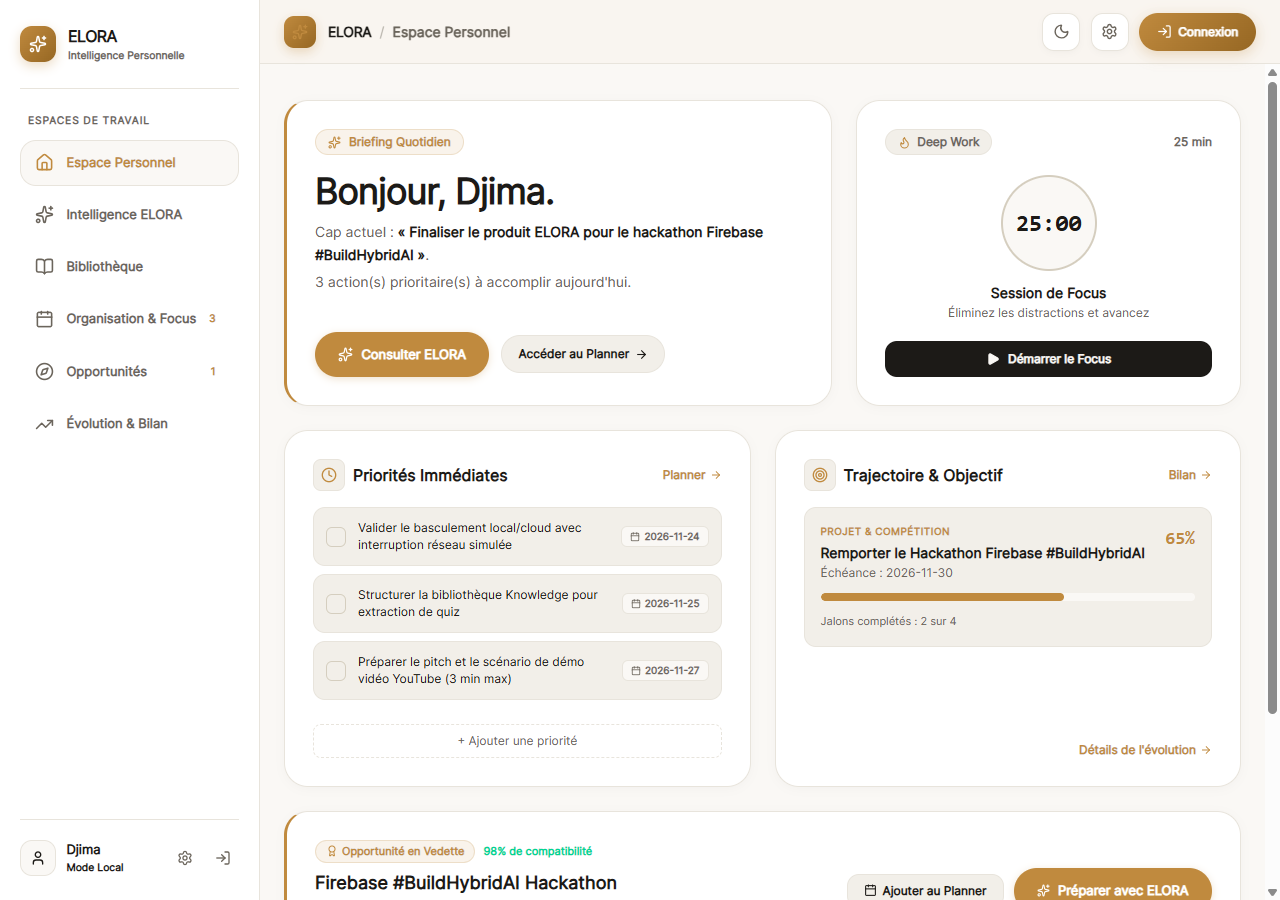 ELORA
Intelligence Personnelle
ESPACES DE TRAVAIL
Espace Personnel
Intelligence ELORA
Bibliothèque
Organisation & Focus 3
Opportunités 1
Évolution & Bilan
Djima
Mode Local
ELORA / Espace Personnel
Connexion
Briefing Quotidien
Bonjour, Djima.
Cap actuel : « Finaliser le produit ELORA pour le hackathon Firebase
#BuildHybridAI ».
3 action(s) prioritaire(s) à accomplir aujourd'hui.
Consulter ELORA
Accéder au Planner →
Deep Work
25 min
25:00
Session de Focus
Éliminez les distractions et avancez
Démarrer le Focus
Priorités Immédiates
Planner →
Valider le basculement local/cloud avec
interruption réseau simulée
2026-11-24
Structurer la bibliothèque Knowledge pour
extraction de quiz
2026-11-25
Préparer le pitch et le scénario de démo
vidéo YouTube (3 min max)
2026-11-27
+ Ajouter une priorité
Trajectoire & Objectif
Bilan →
PROJET & COMPÉTITION
65%
Remporter le Hackathon Firebase #BuildHybridAI
Échéance : 2026-11-30
Jalons complétés : 2 sur 4
Détails de l'évolution →
Opportunité en Vedette
98% de compatibilité
Firebase #BuildHybridAI Hackathon
Ajouter au Planner
Préparer avec ELORA